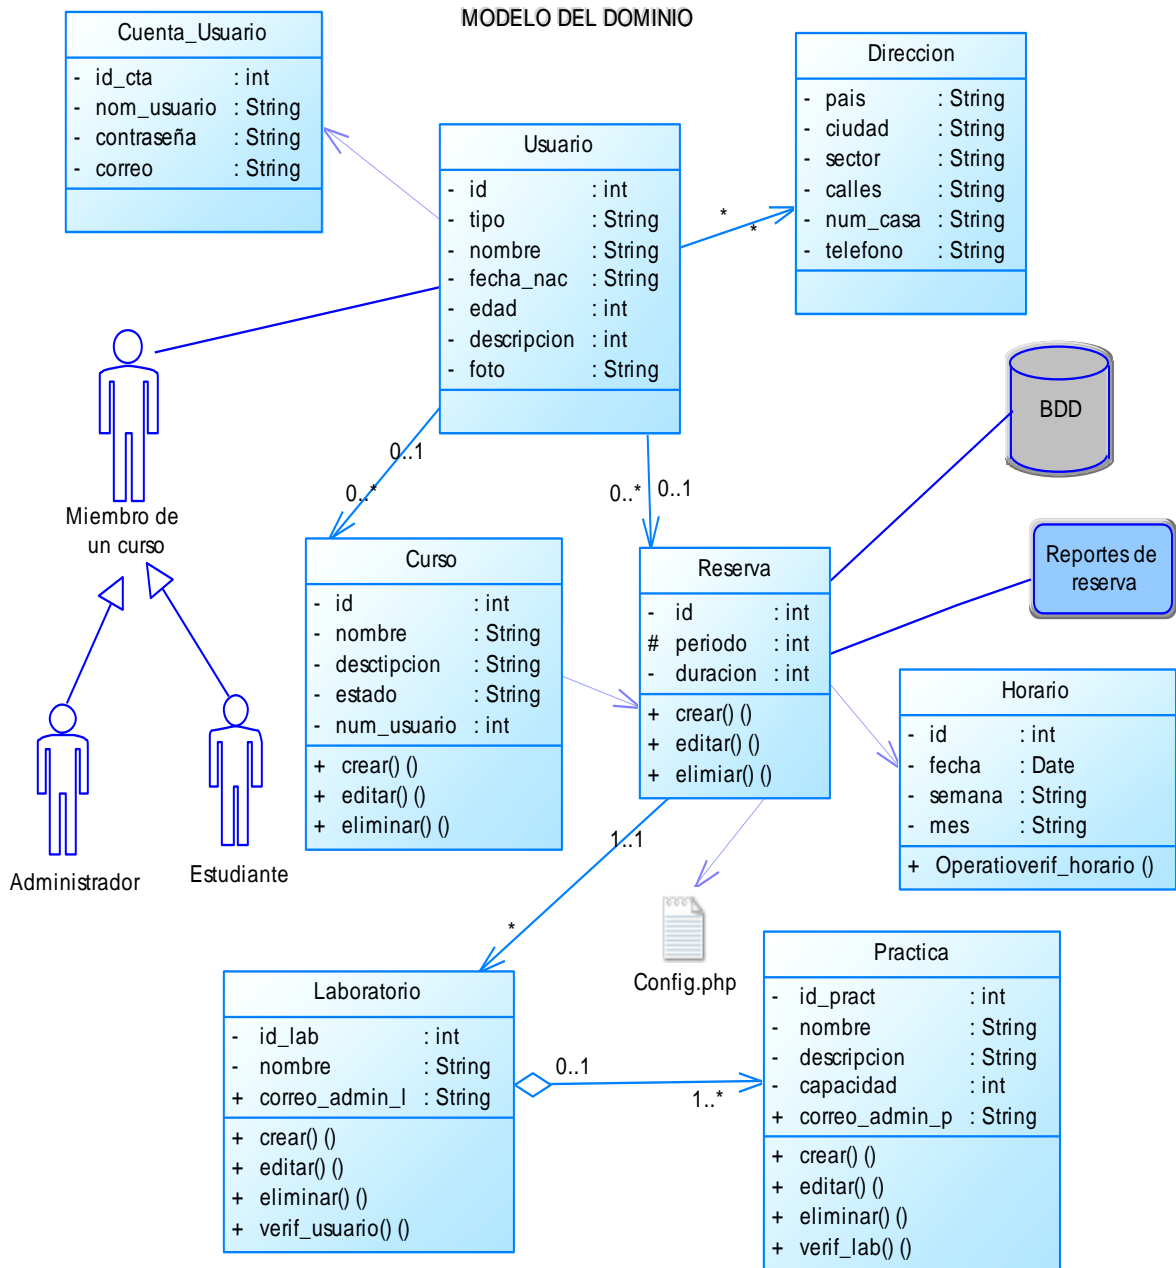 MODELO DEL DOMINIO
Cuenta_Usuario
- id_cta : int
- nom_usuario : String
- contraseña : String
- correo : String
Direccion
- pais : String
- ciudad : String
- sector : String
- calles : String
- num_casa : String
- telefono : String
Usuario
- id : int
- tipo : String
- nombre : String
- fecha_nac : String
- edad : int
- descripcion : int
- foto : String
*
*
BDD
0..1
0..*
0..*
0..1
Miembro de
un curso
Reportes de
reserva
Curso
- id : int
- nombre : String
- desctipcion : String
- estado : String
- num_usuario : int
+ crear() ()
+ editar() ()
+ eliminar() ()
Reserva
- id : int
# periodo : int
- duracion : int
+ crear() ()
+ editar() ()
+ elimiar() ()
Horario
- id : int
- fecha : Date
- semana : String
- mes : String
+ Operatioverif_horario ()
Administrador
Estudiante
1..1
*
Config.php
Laboratorio
- id_lab : int
- nombre : String
+ correo_admin_l : String
+ crear() ()
+ editar() ()
+ eliminar() ()
+ verif_usuario() ()
0..1
1..*
Practica
- id_pract : int
- nombre : String
- descripcion : String
- capacidad : int
+ correo_admin_p : String
+ crear() ()
+ editar() ()
+ eliminar() ()
+ verif_lab() ()